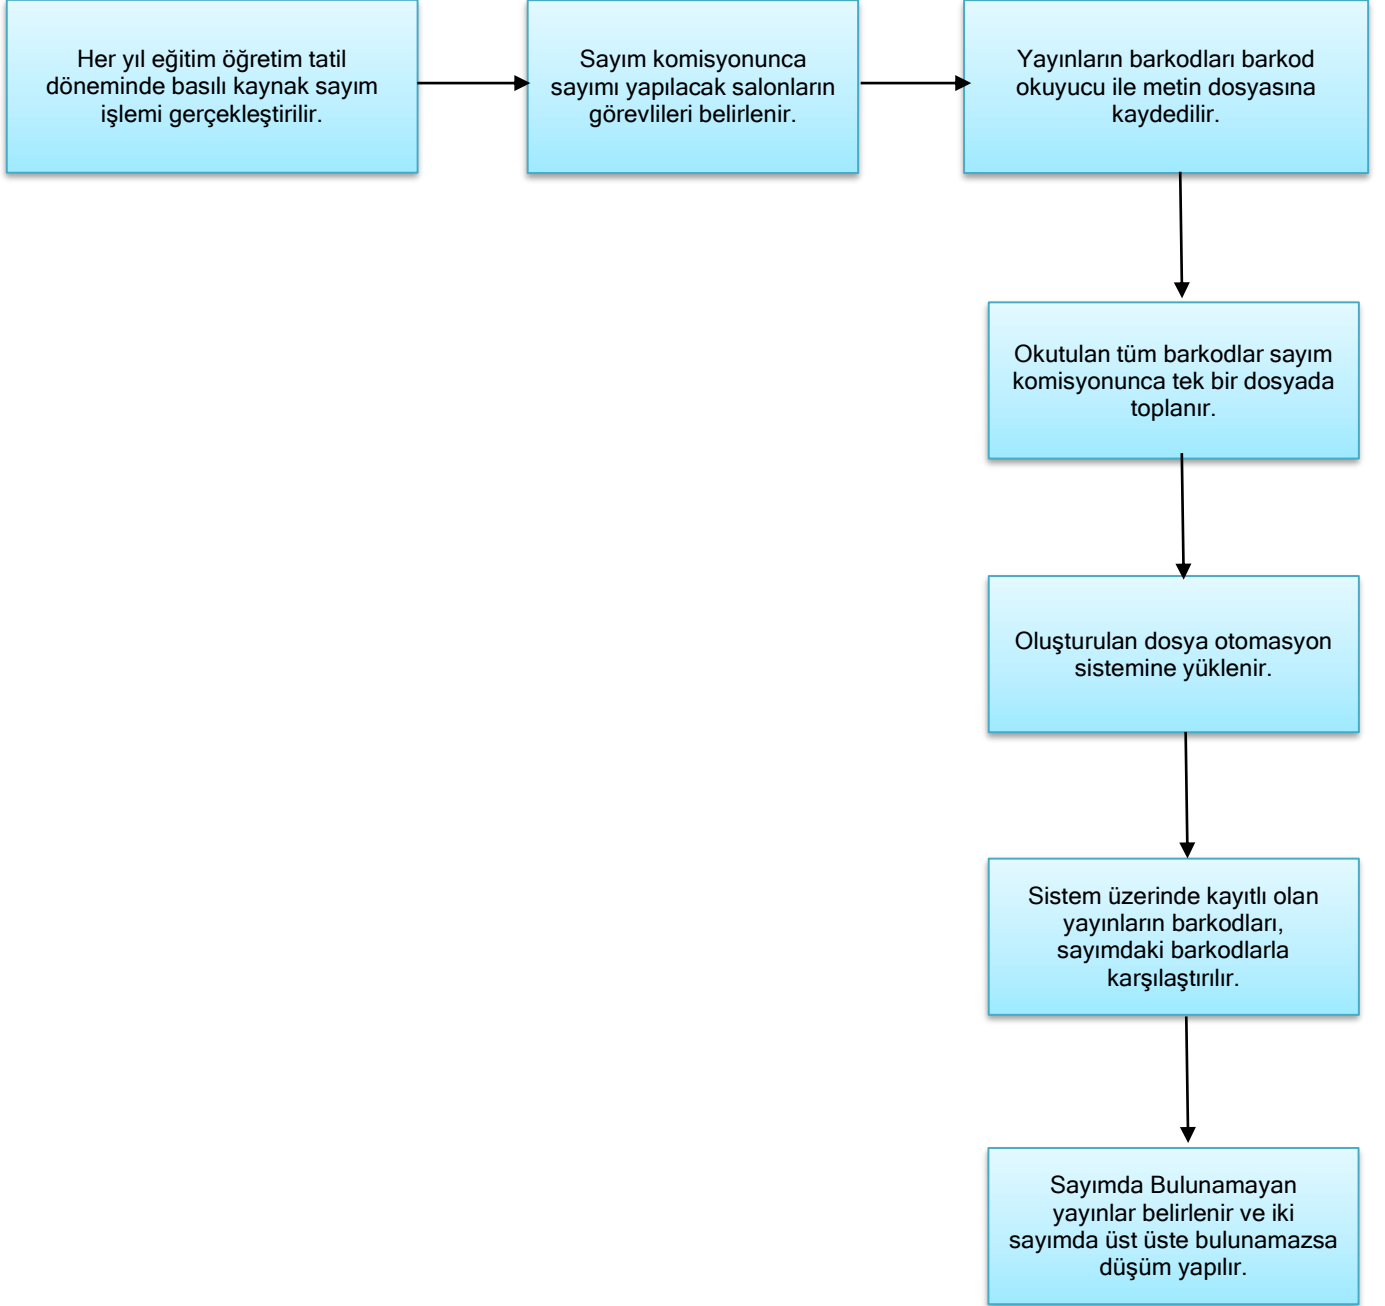 Her yıl eğitim öğretim tatil
döneminde basılı kaynak sayım
işlemi gerçekleştirilir.
Sayım komisyonunca
sayımı yapılacak salonların
görevlileri belirlenir.
Yayınların barkodları barkod
okuyucu ile metin dosyasına
kaydedilir.
Okutulan tüm barkodlar sayım
komisyonunca tek bir dosyada
toplanır.
Oluşturulan dosya otomasyon
sistemine yüklenir.
Sistem üzerinde kayıtlı olan
yayınların barkodları,
sayımdaki barkodlarla
karşılaştırılır.
Sayımda Bulunamayan
yayınlar belirlenir ve iki
sayımda üst üste bulunamazsa
düşüm yapılır.